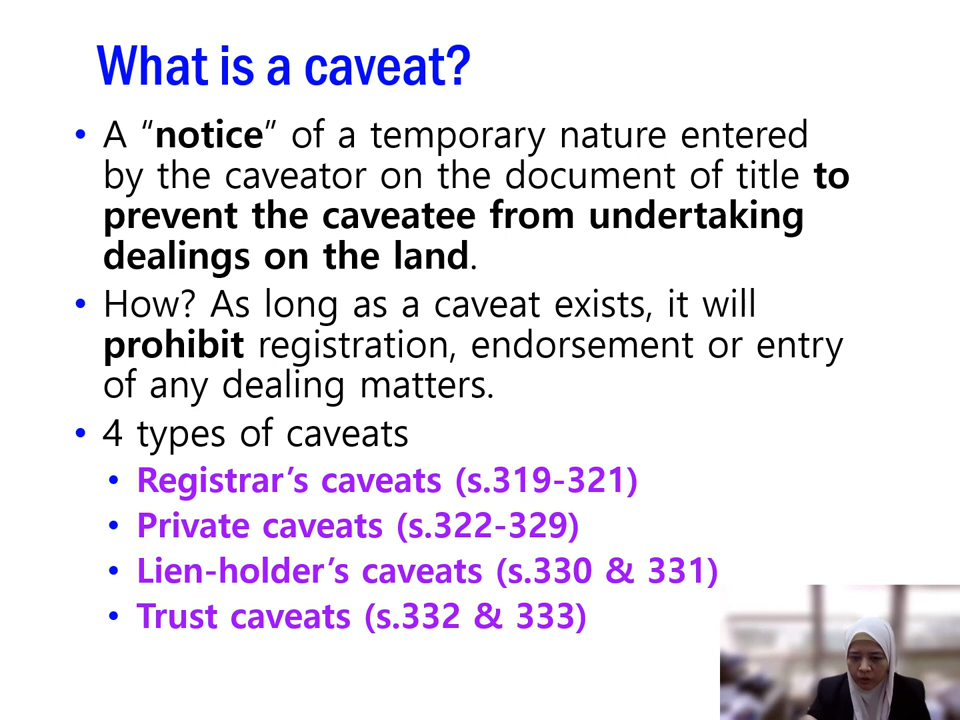 What is a caveat?
• A “notice” of a temporary nature entered
by the caveator on the document of title to
prevent the caveatee from undertaking
dealings on the land.
• How? As long as a caveat exists, it will
prohibit registration, endorsement or entry
of any dealing matters.
• 4 types of caveats
• Registrar’s caveats (s.319-321)
• Private caveats (s.322-329)
• Lien-holder’s caveats (s.330 & 331)
• Trust caveats (s.332 & 333)